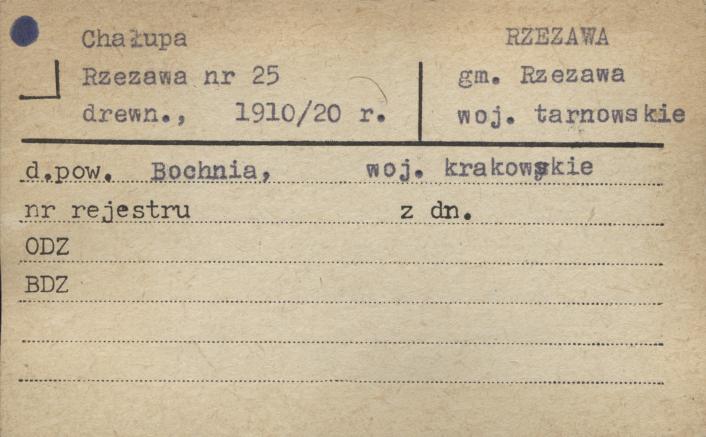 Chałupa RZEZAWA
Rzezawa nr 25 gm. Rzezawa
drewn., 1910/20 r. woj. tarnowskie
d.pow. Bochnia, woj. krakowskie
nr rejestru z dn.
ODZ
BDZ